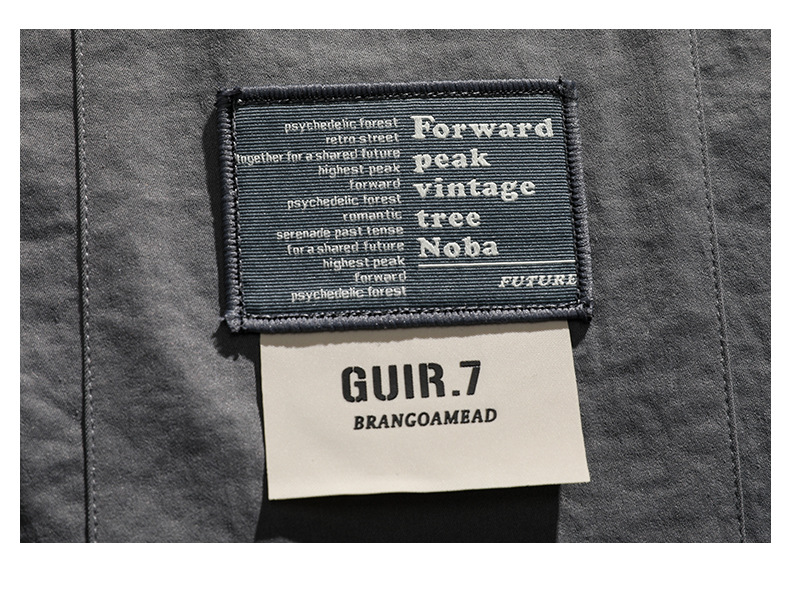 psychedelic forest
retro street
together for a shared future
highest peak
forward
psychedelic forest
romantic
serenade past tense
for a shared future
highest peak
forward
psychedelic forest
Forward
peak
vintage
tree
Noba
FUTURE
GUIR.7
BRANGOAMEAD